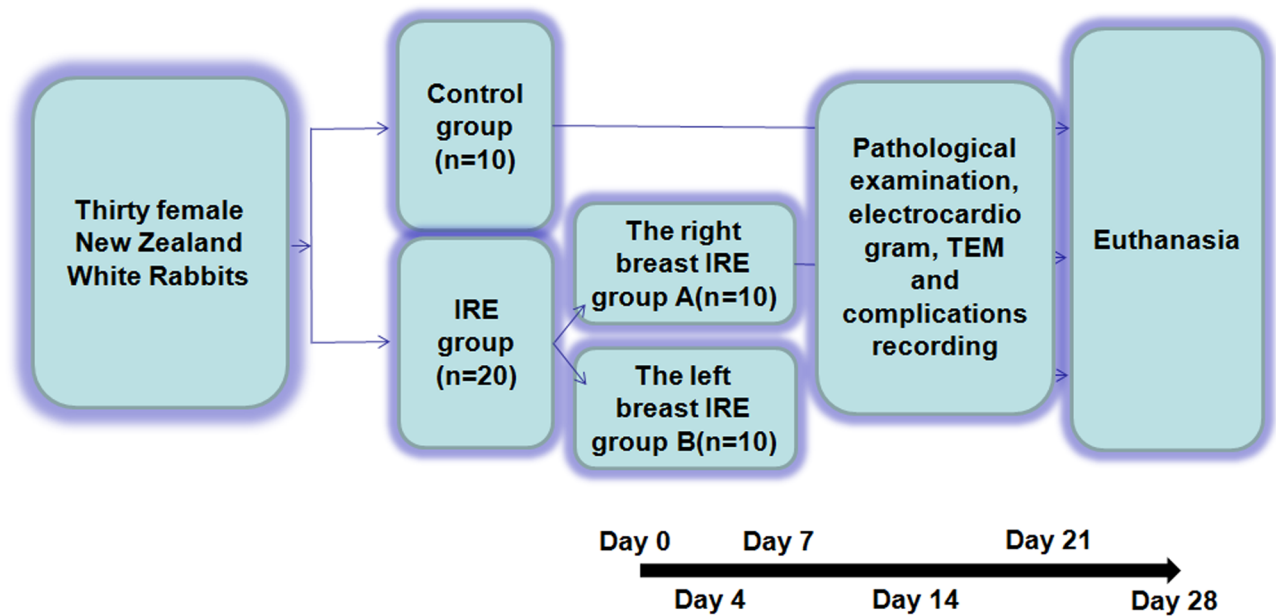 Thirty female
New Zealand
White Rabbits
Control
group
(n=10)
IRE
group
(n=20)
The right
breast IRE
group A(n=10)
The left
breast IRE
group B(n=10)
Pathological
examination,
electrocardio
gram, TEM
and
complications
recording
Euthanasia
Day 0
Day 7
Day 21
Day 4
Day 14
Day 28